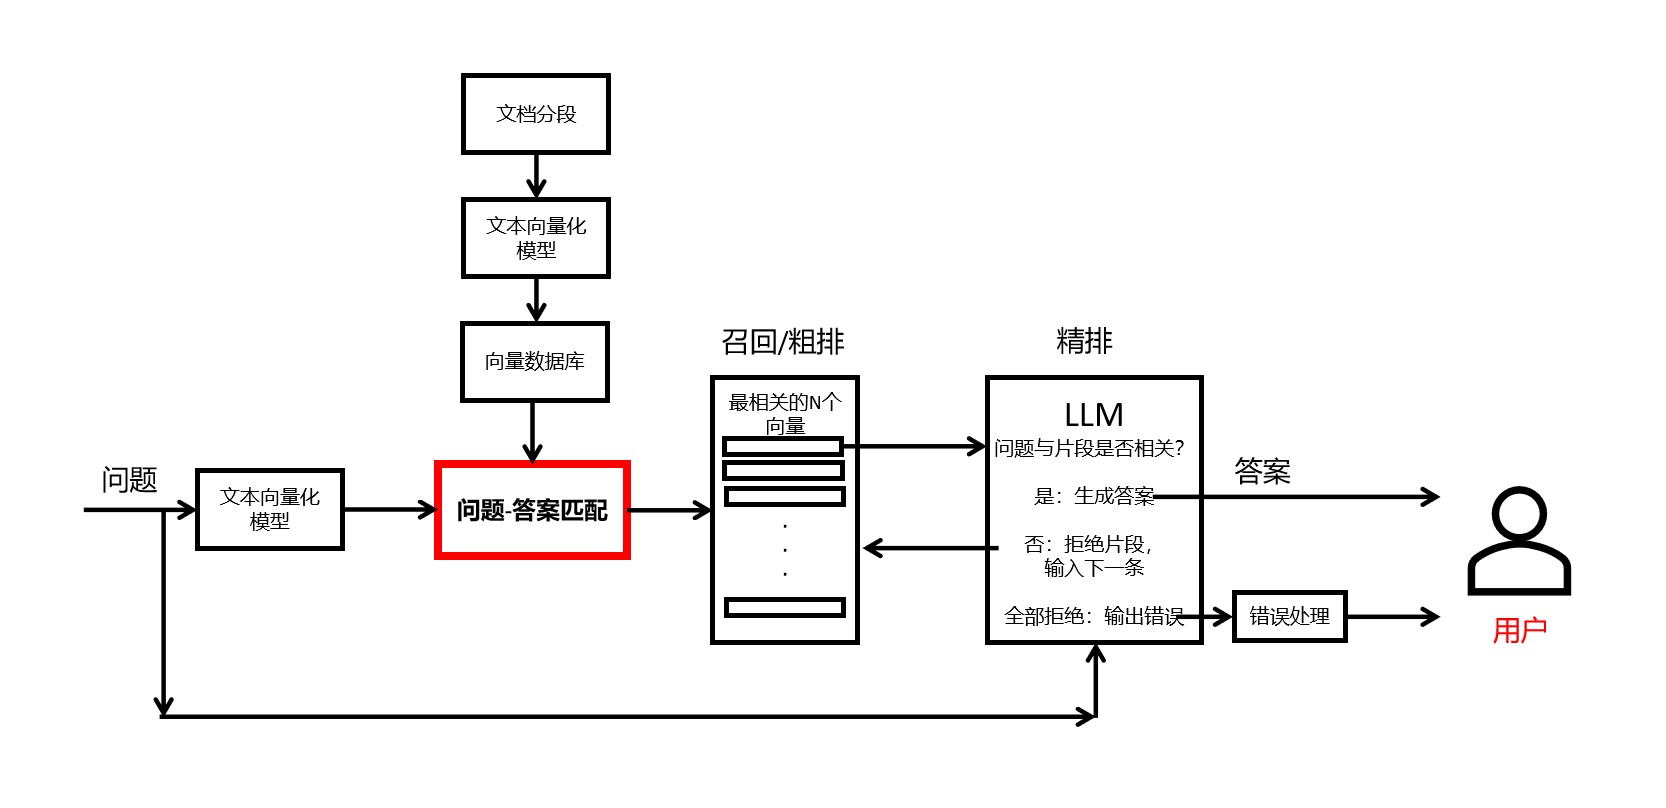 文档分段
文本向量化
模型
向量数据库
召回/粗排
精排
最相关的N个
向量
LLM
问题与片段是否相关？
问题
文本向量化
模型
问题-答案匹配
是：生成答案
答案
否：拒绝片段，
输入下一条
全部拒绝：输出错误
错误处理
用户